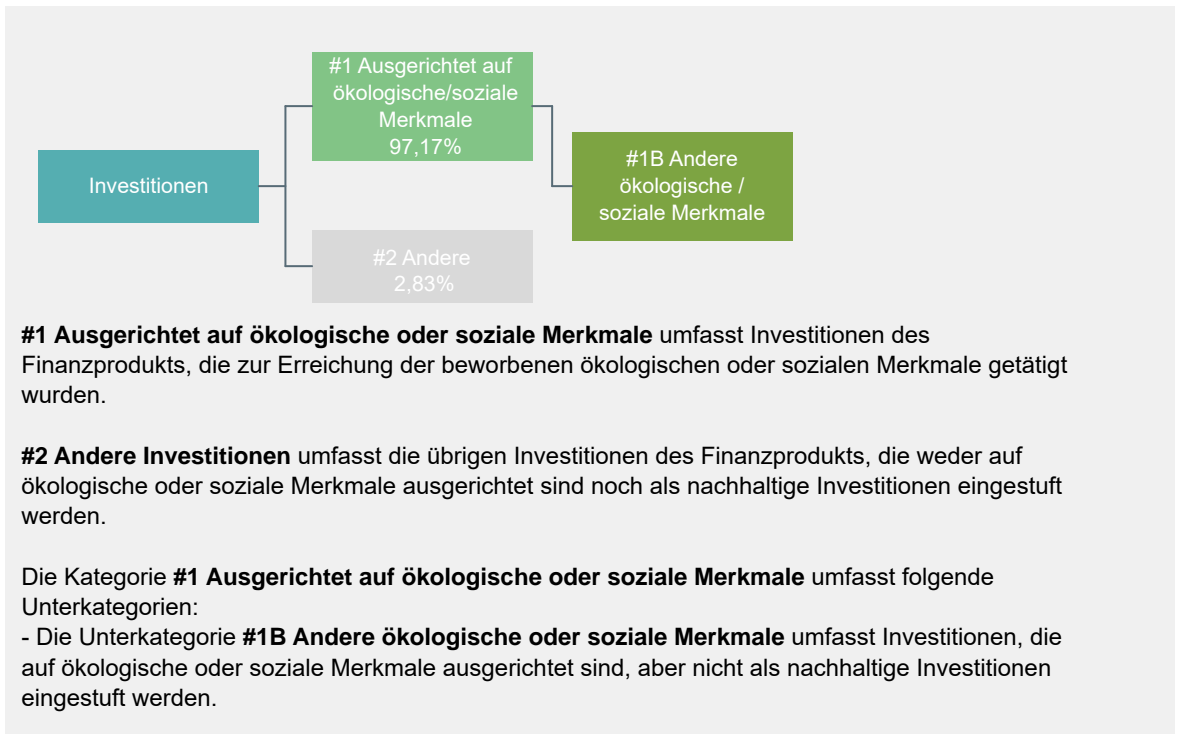 #1 Ausgerichtet auf
ökologische/soziale
Merkmale
97,17%
Investitionen
#1B Andere
ökologische /
soziale Merkmale
#2 Andere
2,83%
#1 Ausgerichtet auf ökologische oder soziale Merkmale umfasst Investitionen des
Finanzprodukts, die zur Erreichung der beworbenen ökologischen oder sozialen Merkmale getätigt
wurden.
#2 Andere Investitionen umfasst die übrigen Investitionen des Finanzprodukts, die weder auf
ökologische oder soziale Merkmale ausgerichtet sind noch als nachhaltige Investitionen eingestuft
werden.
Die Kategorie #1 Ausgerichtet auf ökologische oder soziale Merkmale umfasst folgende
Unterkategorien:
- Die Unterkategorie #1B Andere ökologische oder soziale Merkmale umfasst Investitionen, die
auf ökologische oder soziale Merkmale ausgerichtet sind, aber nicht als nachhaltige Investitionen
eingestuft werden.